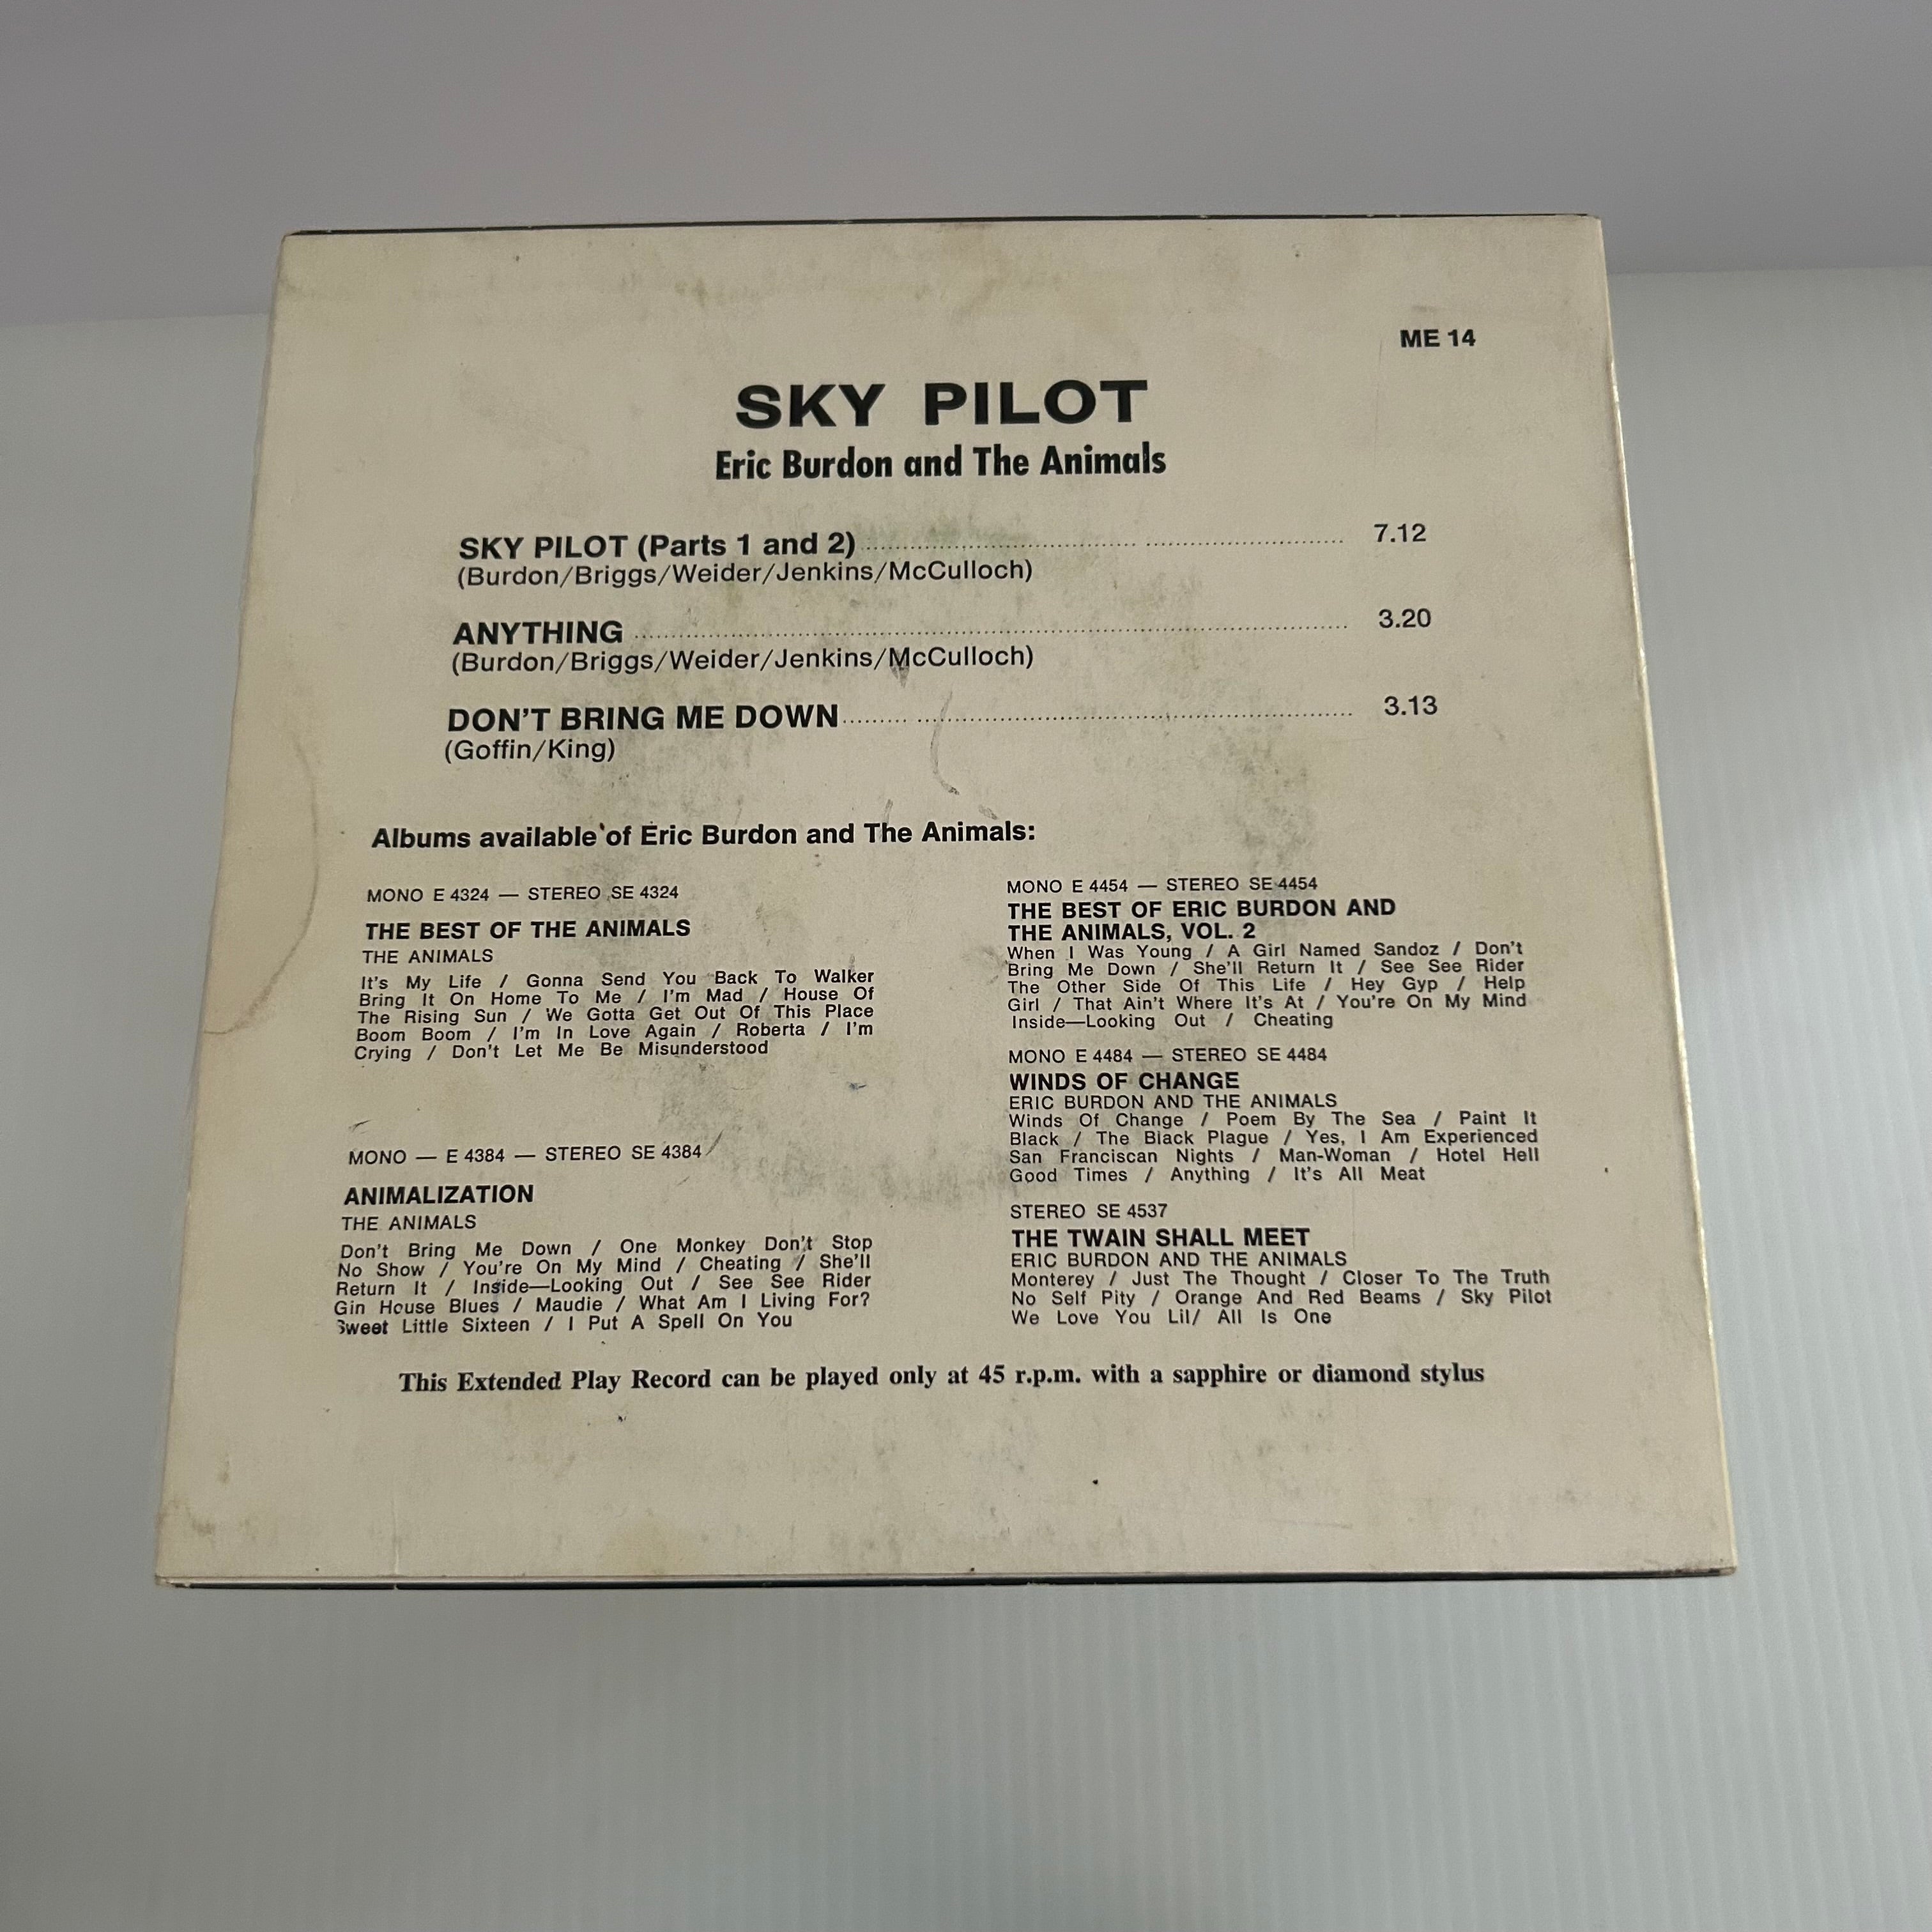 ME 14
SKY PILOT
Eric Burdon and The Animals
SKY PILOT (Parts 1 and 2) 7.12
(Burdon/Briggs/Weider/Jenkins/McCulloch)
ANYTHING 3.20
(Burdon/Briggs/Weider/Jenkins/McCulloch)
DON'T BRING ME DOWN 3.13
(Goffin/King)
Albums available of Eric Burdon and The Animals:
MONO E 4324 — STEREO SE 4324
THE BEST OF THE ANIMALS
THE ANIMALS
It's My Life / Gonna Send You Back To Walker
Bring It On Home To Me / I'm Mad / House Of
The Rising Sun / We Gotta Get Out Of This Place
Boom Boom / I'm In Love Again / Roberta / I'm
Crying / Don't Let Me Be Misunderstood
MONO — E 4384 — STEREO SE 4384
ANIMALIZATION
THE ANIMALS
Don't Bring Me Down / One Monkey Don't Stop
No Show / You're On My Mind / Cheating / She'll
Return It / Inside—Looking Out / See See Rider
Gin House Blues / Maudie / What Am I Living For?
Sweet Little Sixteen / I Put A Spell On You
MONO E 4454 — STEREO SE 4454
THE BEST OF ERIC BURDON AND
THE ANIMALS, VOL. 2
When I Was Young / A Girl Named Sandoz / Don't
Bring Me Down / She'll Return It / See See Rider
The Other Side Of This Life / Hey Gyp / Help
Girl / That Ain't Where It's At / You're On My Mind
Inside—Looking Out / Cheating
MONO E 4484 — STEREO SE 4484
WINDS OF CHANGE
ERIC BURDON AND THE ANIMALS
Winds Of Change / Poem By The Sea / Paint It
Black / The Black Plague / Yes, I Am Experienced
San Franciscan Nights / Man-Woman / Hotel Hell
Good Times / Anything / It's All Meat
STEREO SE 4537
THE TWAIN SHALL MEET
ERIC BURDON AND THE ANIMALS
Monterey / Just The Thought / Closer To The Truth
No Self Pity / Orange And Red Beams / Sky Pilot
We Love You Lil/ All Is One
This Extended Play Record can be played only at 45 r.p.m. with a sapphire or diamond stylus